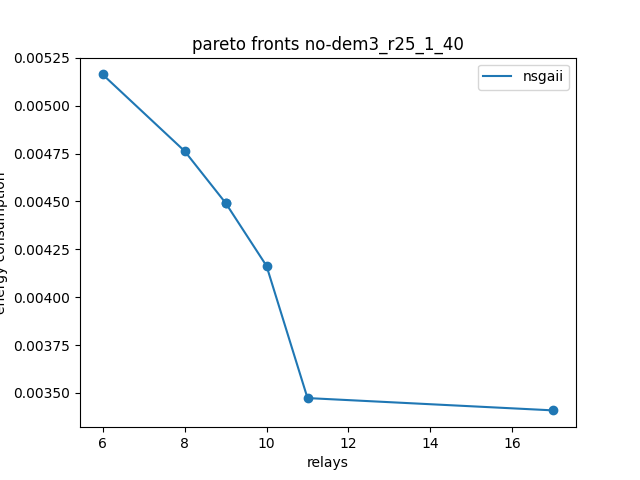 pareto fronts no-dem3_r25_1_40
nsgaii
0.00525
0.00500
0.00475
0.00450
0.00425
0.00400
0.00375
0.00350
energy consumption
6 8 10 12 14 16
relays